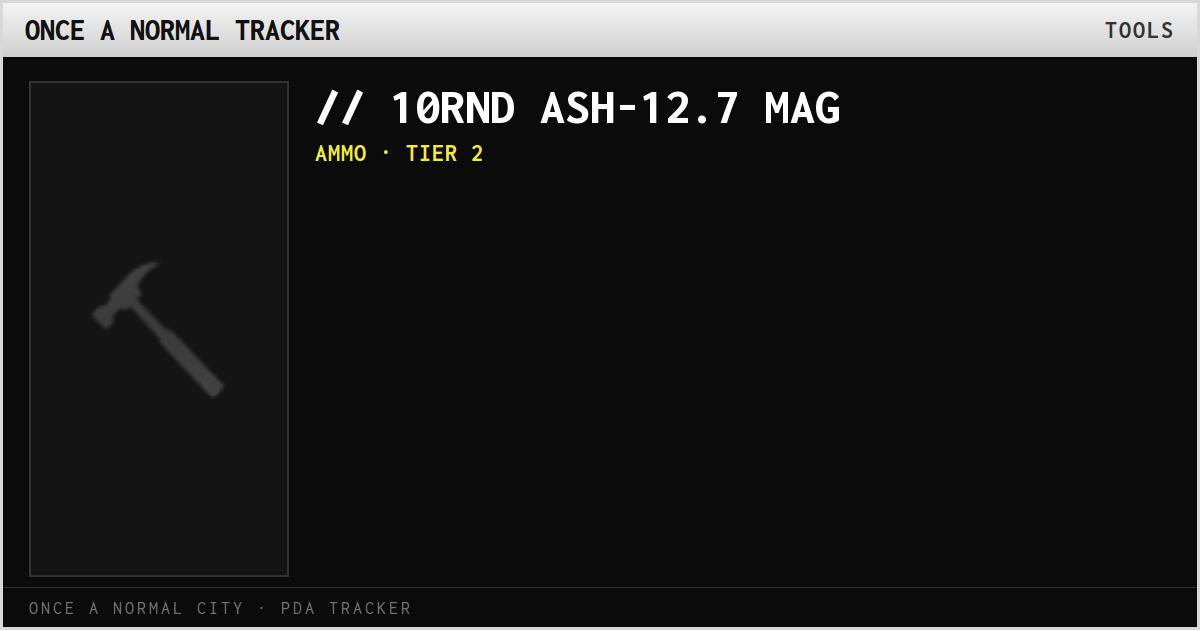 ONCE A NORMAL TRACKER
TOOLS
// 10RND ASH-12.7 MAG
AMMO · TIER 2
ONCE A NORMAL CITY · PDA TRACKER